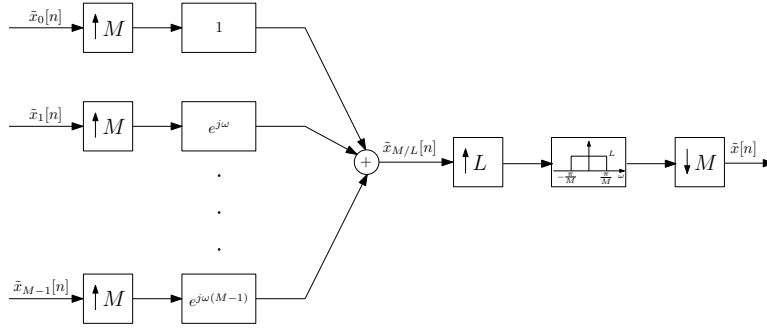 x̃₀[n]
↑M
1
x̃₁[n]
↑M
e^{jω}
+
x̃_{M/L}[n]
↑L
L
−π/M
π/M
ω
↓M
x̃[n]
x̃_{M−1}[n]
↑M
e^{jω(M−1)}